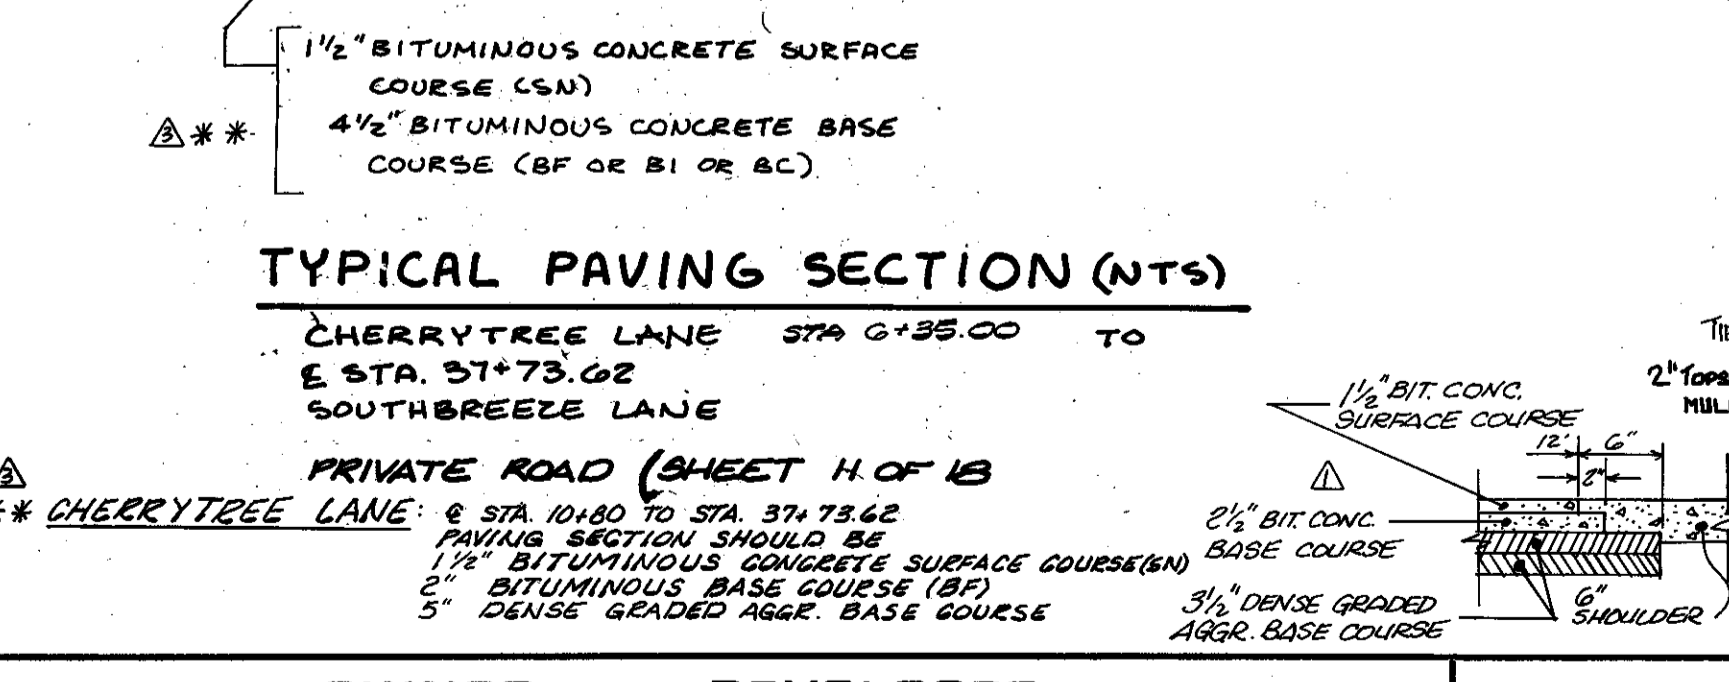 1½" BITUMINOUS CONCRETE SURFACE
COURSE (SN)
3 ** 4½" BITUMINOUS CONCRETE BASE
COURSE (BF OR BI OR BC)
TYPICAL PAVING SECTION (NTS)
CHERRYTREE LANE STA 6+35.00 TO
℄ STA. 37+73.62
SOUTHBREEZE LANE
PRIVATE ROAD (SHEET OF 18
3
** CHERRYTREE LANE: ℄ STA. 10+80 TO STA. 37+73.62
PAVING SECTION SHOULD BE
1½" BITUMINOUS CONCRETE SURFACE COURSE(SN)
2" BITUMINOUS BASE COURSE (BF)
5" DENSE GRADED AGGR. BASE COURSE
1½" BIT. CONC.
SURFACE COURSE
2" TOPS
MUL
12' 6"
2"
1
2½" BIT. CONC.
BASE COURSE
3½" DENSE GRADED
AGGR. BASE COURSE
6"
SHOULDER